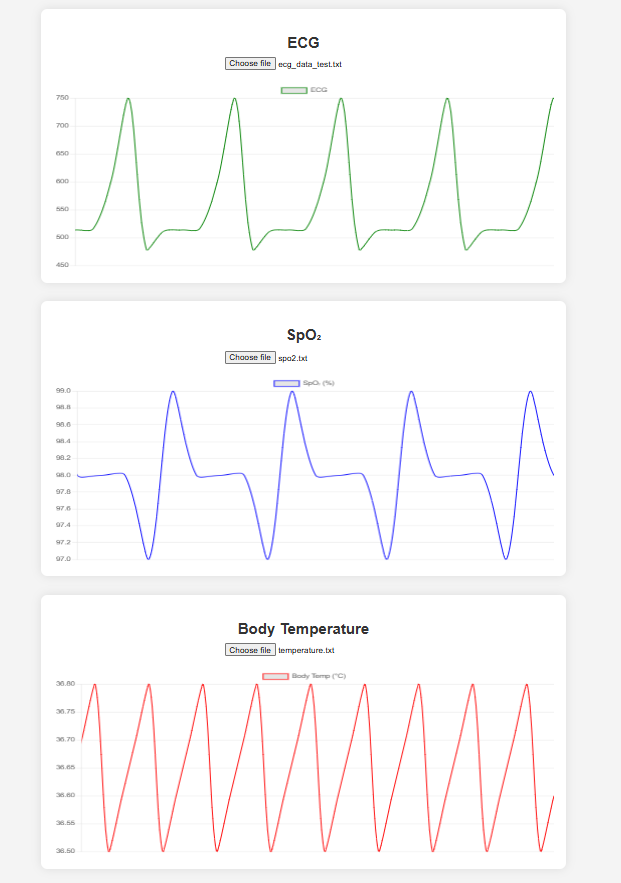 ECG
Choose file ecg_data_test.txt
ECG
750
700
650
600
550
500
450
SpO₂
Choose file spo2.txt
SpO₂ (%)
99.0
98.8
98.6
98.4
98.2
98.0
97.8
97.6
97.4
97.2
97.0
Body Temperature
Choose file temperature.txt
Body Temp (°C)
36.80
36.75
36.70
36.65
36.60
36.55
36.50